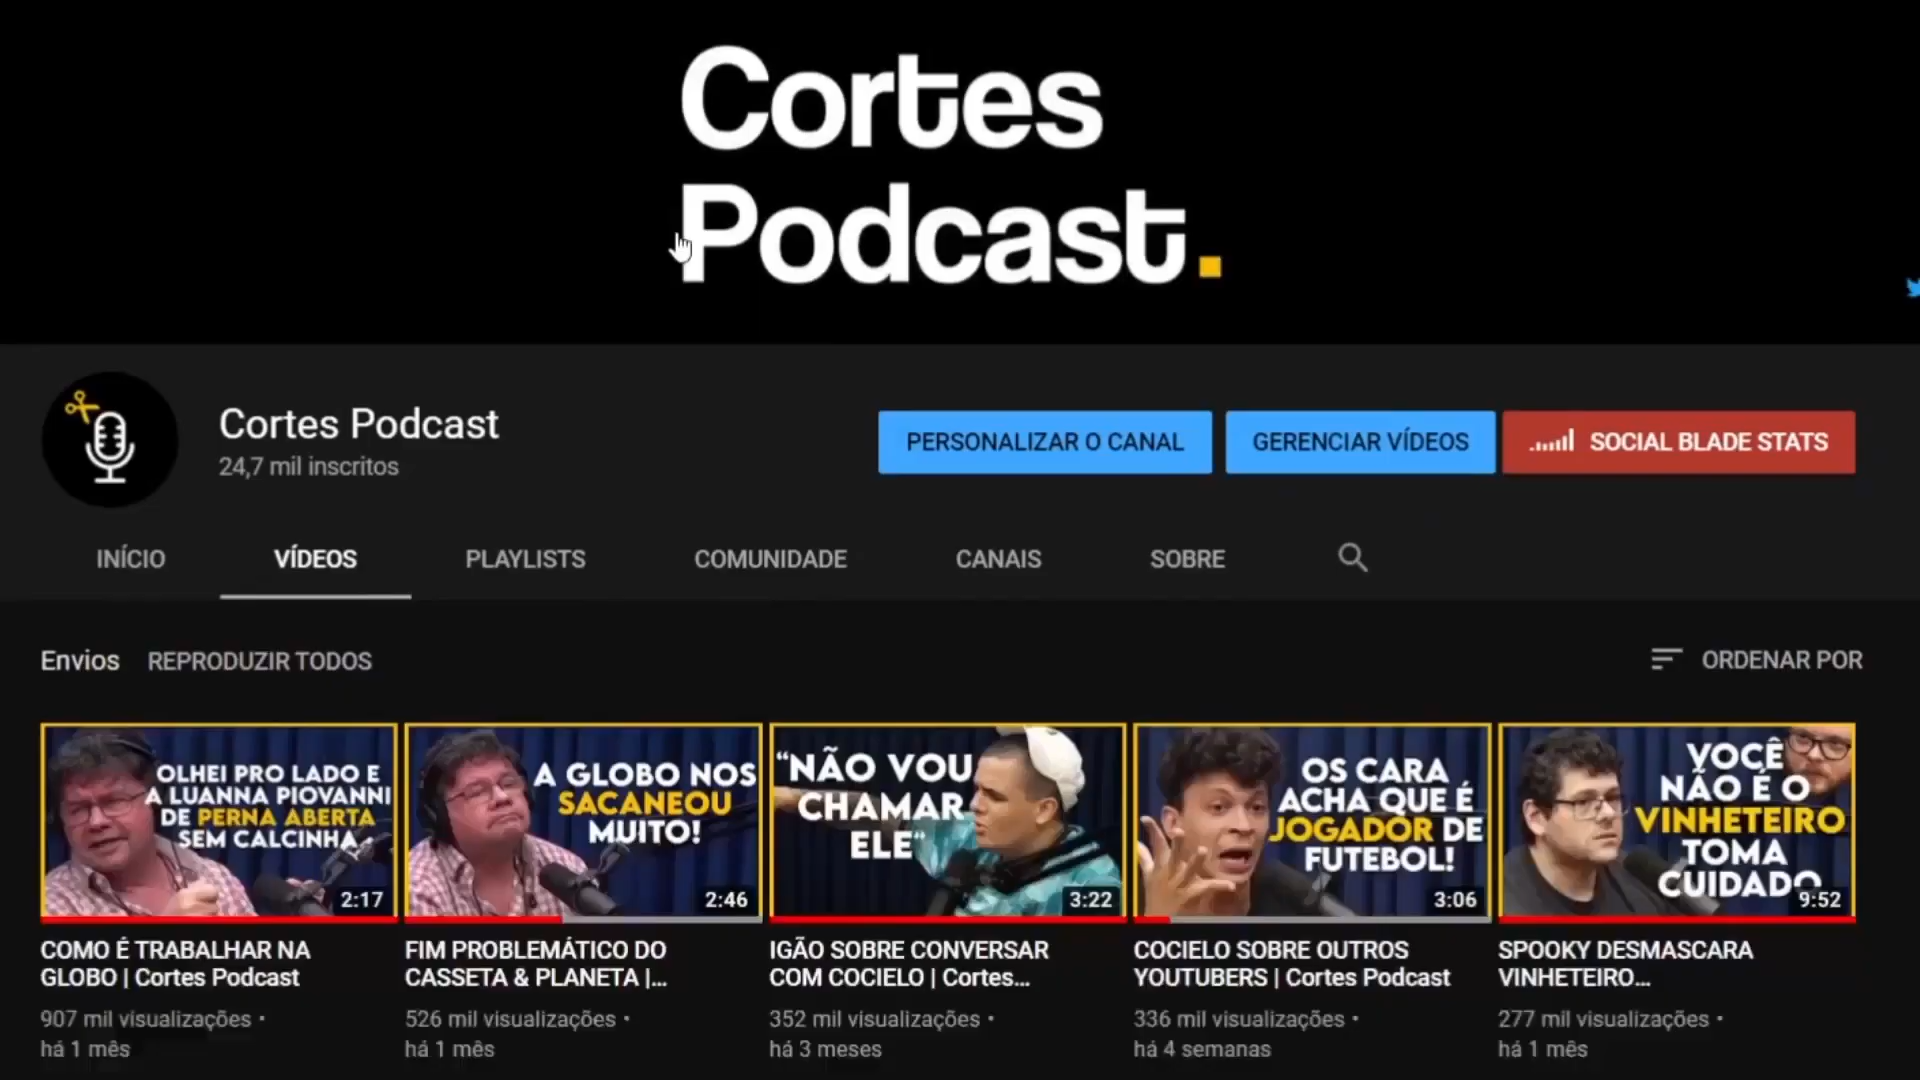 Cortes
Podcast.
Cortes Podcast
24,7 mil inscritos
PERSONALIZAR O CANAL
GERENCIAR VÍDEOS
SOCIAL BLADE STATS
INÍCIO
VÍDEOS
PLAYLISTS
COMUNIDADE
CANAIS
SOBRE
Envios
REPRODUZIR TODOS
ORDENAR POR
OLHEI PRO LADO E
A LUANNA PIOVANNI
DE PERNA ABERTA
SEM CALCINHA
2:17
COMO É TRABALHAR NA
GLOBO | Cortes Podcast
907 mil visualizações •
há 1 mês
A GLOBO NOS
SACANEOU
MUITO!
2:46
FIM PROBLEMÁTICO DO
CASSETA & PLANETA |...
526 mil visualizações •
há 1 mês
“NÃO VOU
CHAMAR
ELE“
3:22
IGÃO SOBRE CONVERSAR
COM COCIELO | Cortes...
352 mil visualizações •
há 3 meses
OS CARA
ACHA QUE É
JOGADOR DE
FUTEBOL!
3:06
COCIELO SOBRE OUTROS
YOUTUBERS | Cortes Podcast
336 mil visualizações •
há 4 semanas
VOCÊ
NÃO É O
VINHETEIRO
TOMA
CUIDADO
9:52
SPOOKY DESMASCARA
VINHETEIRO...
277 mil visualizações •
há 1 mês